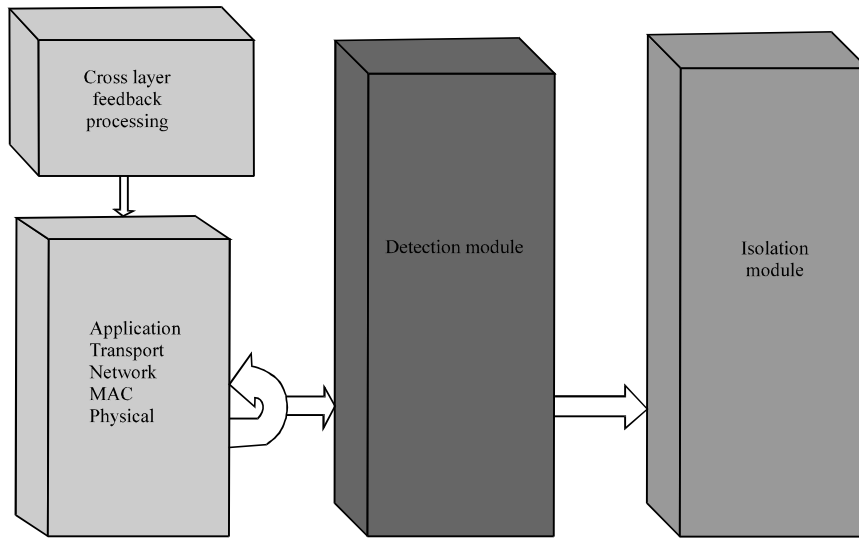 Cross layer
feedback
processing
Application
Transport
Network
MAC
Physical
Detection module
Isolation
module